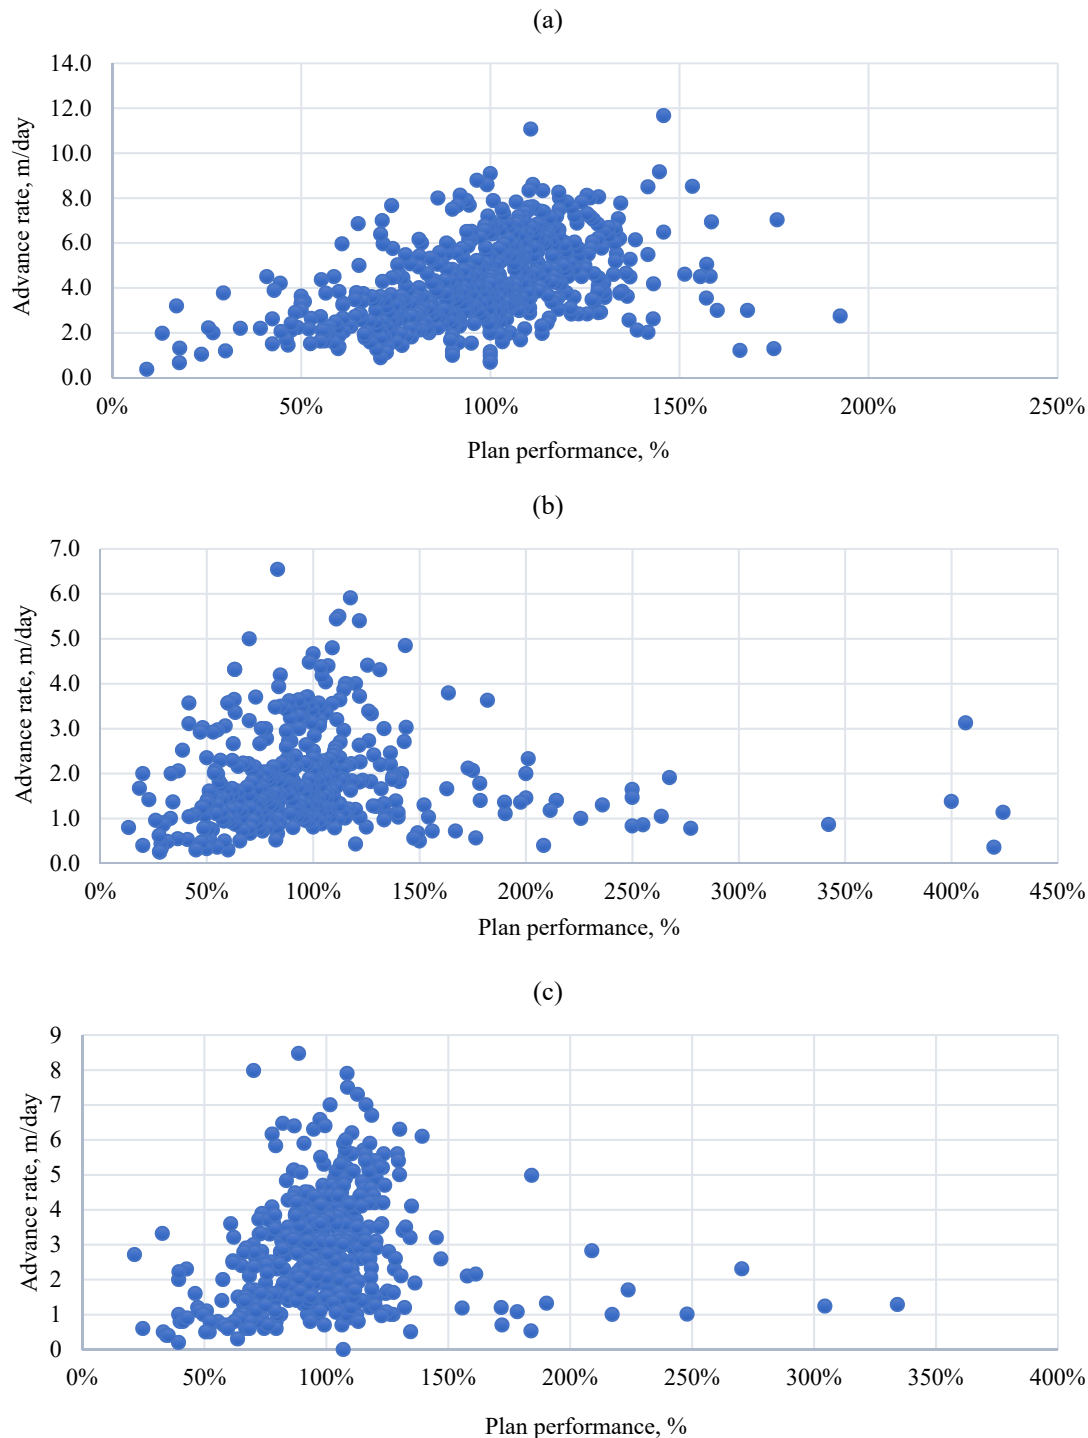 (a)
14.0
12.0
10.0
8.0
6.0
4.0
2.0
0.0
Advance rate, m/day
0% 50% 100% 150% 200% 250%
Plan performance, %
(b)
7.0
6.0
5.0
4.0
3.0
2.0
1.0
0.0
Advance rate, m/day
0% 50% 100% 150% 200% 250% 300% 350% 400% 450%
Plan performance, %
(c)
9
8
7
6
5
4
3
2
1
0
Advance rate, m/day
0% 50% 100% 150% 200% 250% 300% 350% 400%
Plan performance, %